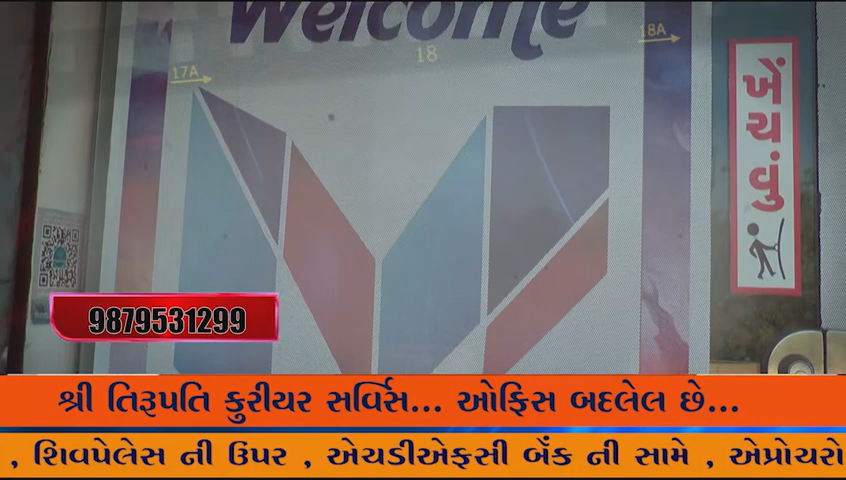 Welcome
17A
18
18A
ખેંચવું
9879531299
શ્રી તિરૂપતિ કુરીયર સર્વિસ... ઓફિસ બદલેલ છે...
, શિવપેલેસ ની ઉપર , એચડીએફસી બેંક ની સામે , એપ્રોચરો